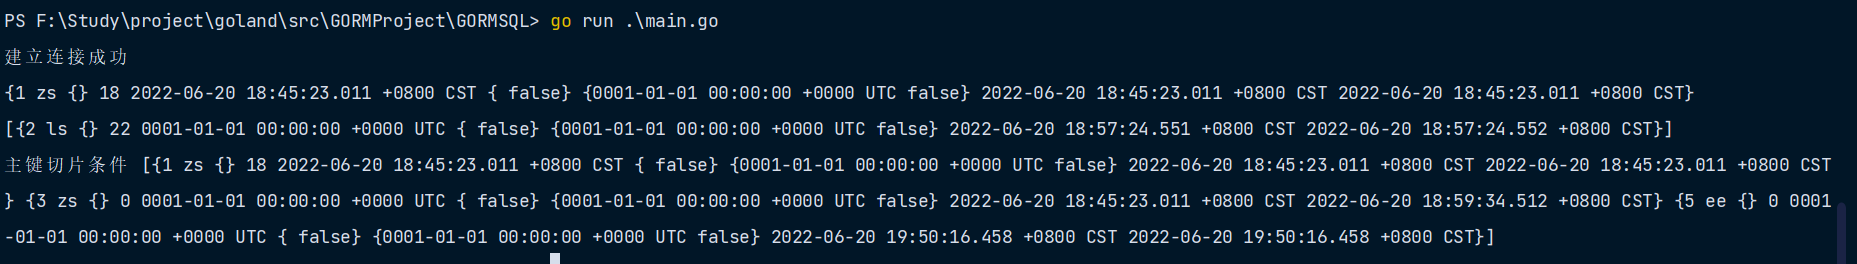 PS F:\Study\project\goland\src\GORMProject\GORMSQL> go run .\main.go
建立连接成功
{1 zs {} 18 2022-06-20 18:45:23.011 +0800 CST { false} {0001-01-01 00:00:00 +0000 UTC false} 2022-06-20 18:45:23.011 +0800 CST 2022-06-20 18:45:23.011 +0800 CST}
[{2 ls {} 22 0001-01-01 00:00:00 +0000 UTC { false} {0001-01-01 00:00:00 +0000 UTC false} 2022-06-20 18:57:24.551 +0800 CST 2022-06-20 18:57:24.552 +0800 CST}]
主键切片条件 [{1 zs {} 18 2022-06-20 18:45:23.011 +0800 CST { false} {0001-01-01 00:00:00 +0000 UTC false} 2022-06-20 18:45:23.011 +0800 CST 2022-06-20 18:45:23.011 +0800 CST
} {3 zs {} 0 0001-01-01 00:00:00 +0000 UTC { false} {0001-01-01 00:00:00 +0000 UTC false} 2022-06-20 18:45:23.011 +0800 CST 2022-06-20 18:59:34.512 +0800 CST} {5 ee {} 0 0001
-01-01 00:00:00 +0000 UTC { false} {0001-01-01 00:00:00 +0000 UTC false} 2022-06-20 19:50:16.458 +0800 CST 2022-06-20 19:50:16.458 +0800 CST}]